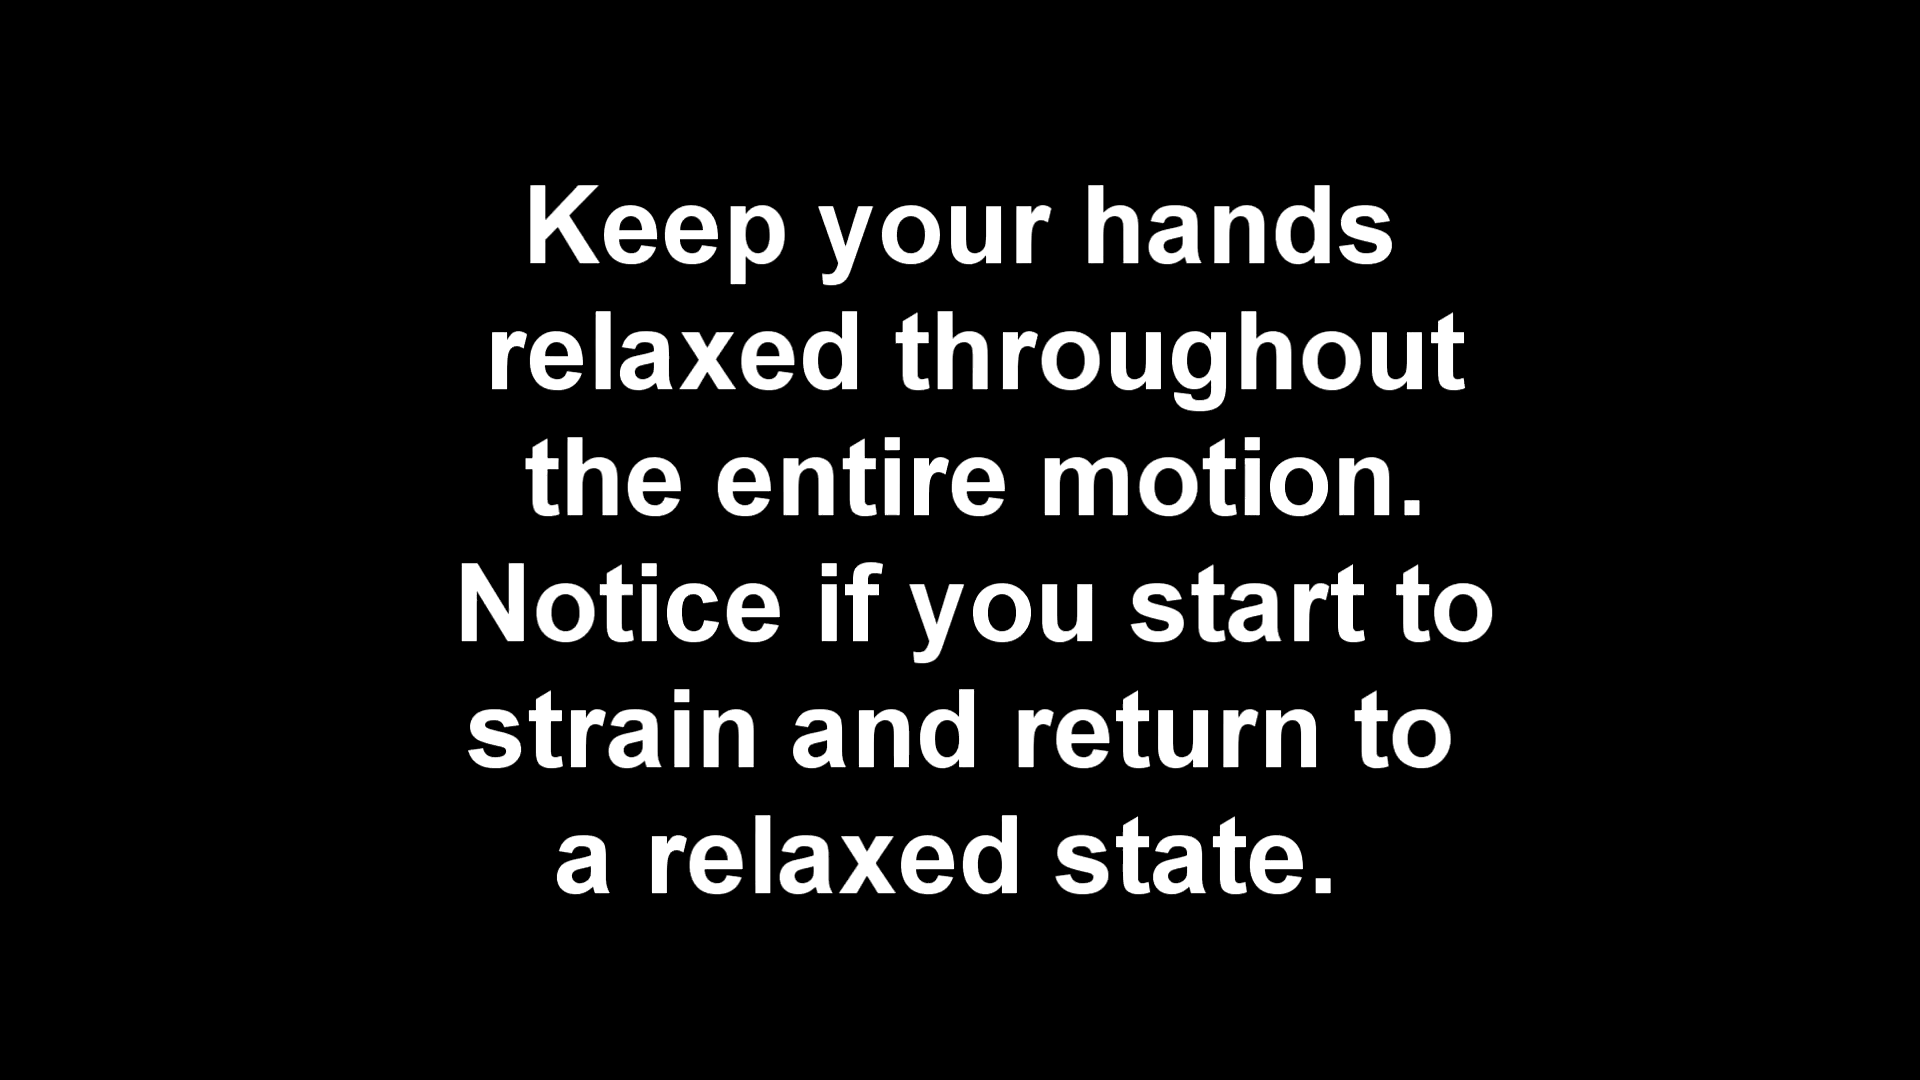 Keep your hands
relaxed throughout
the entire motion.
Notice if you start to
strain and return to
a relaxed state.